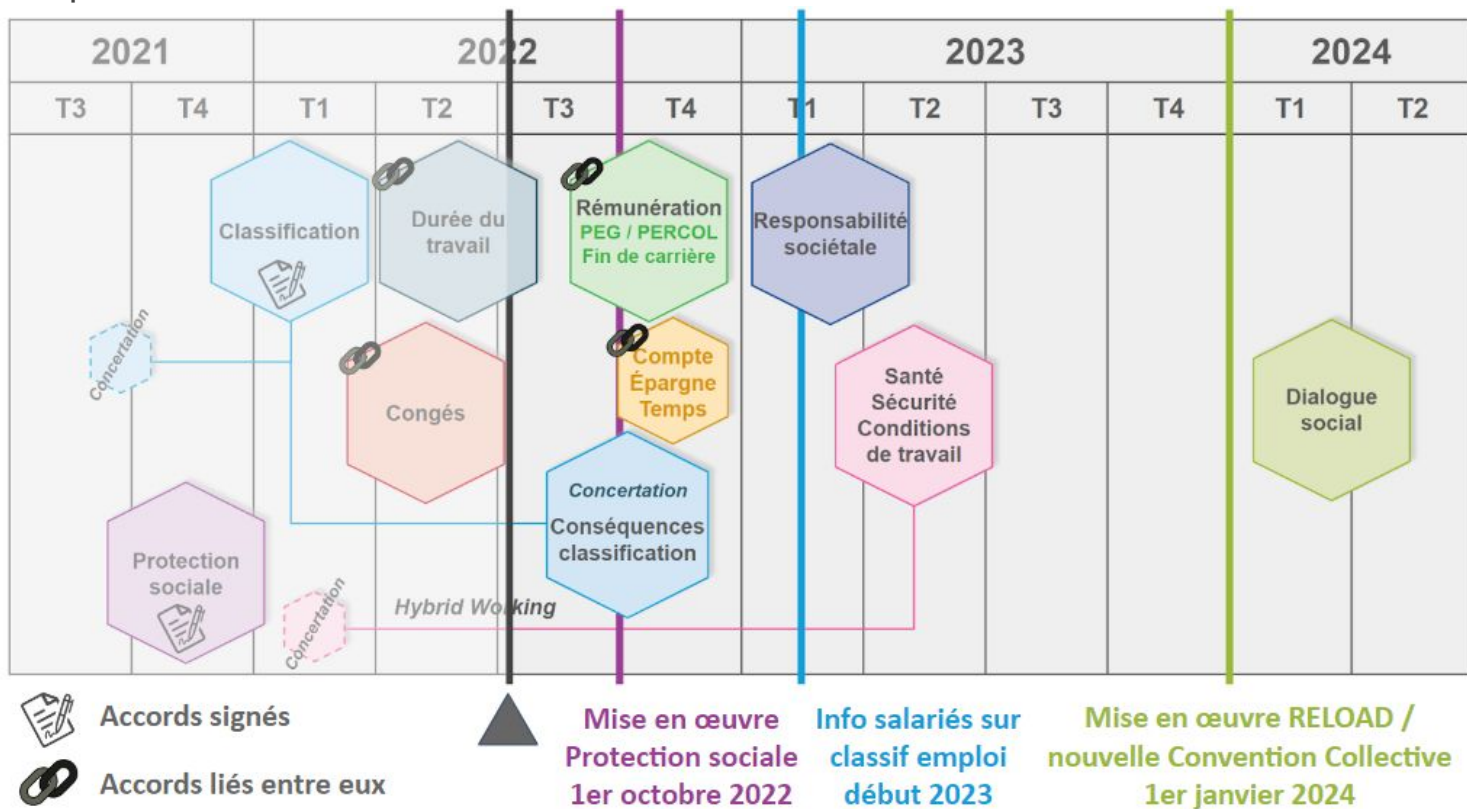 2021
2022
2023
2024
T3
T4
T1
T2
T3
T4
T1
T2
T3
T4
T1
T2
Classification
Durée du
travail
Rémunération
PEG / PERCOL
Fin de carrière
Responsabilité
sociétale
Concertation
Congés
Compte
Épargne
Temps
Santé
Sécurité
Conditions
de travail
Dialogue
social
Concertation
Conséquences
classification
Protection
sociale
Concertation
Hybrid Working
Accords signés
Accords liés entre eux
Mise en œuvre
Protection sociale
1er octobre 2022
Info salariés sur
classif emploi
début 2023
Mise en œuvre RELOAD /
nouvelle Convention Collective
1er janvier 2024